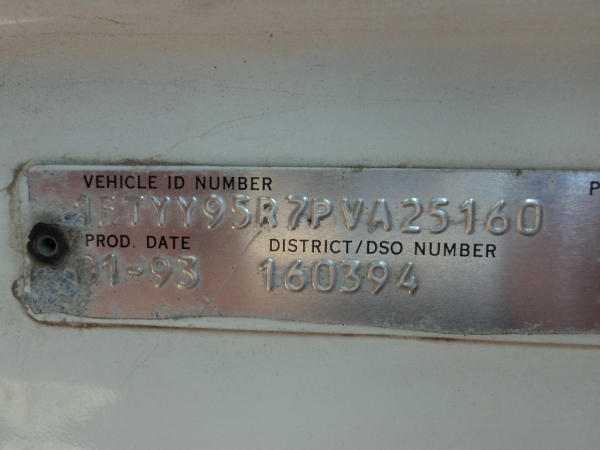 VEHICLE ID NUMBER
P
1FTYY95R7PVA25160
PROD. DATE DISTRICT/DSO NUMBER
01-93 160394